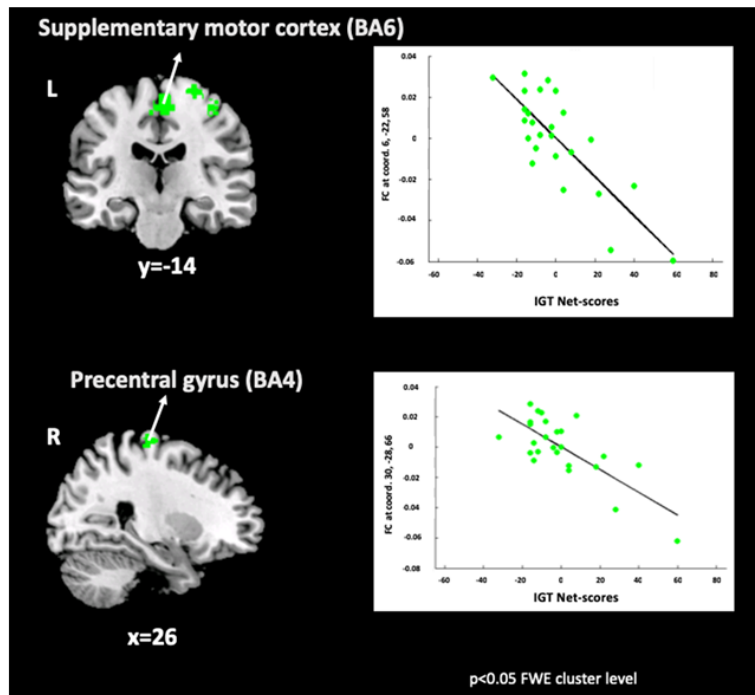 Supplementary motor cortex (BA6)
L
y=-14
FC at coord. 6, -22, 58
0.04
0.02
0
-0.02
-0.04
-0.06
-60 -40 -20 0 20 40 60 80
IGT Net-scores
Precentral gyrus (BA4)
R
x=26
FC at coord. 30, -28, 66
0.04
0.02
0
-0.02
-0.04
-0.06
-0.08
-60 -40 -20 0 20 40 60 80
IGT Net-scores
p<0.05 FWE cluster level